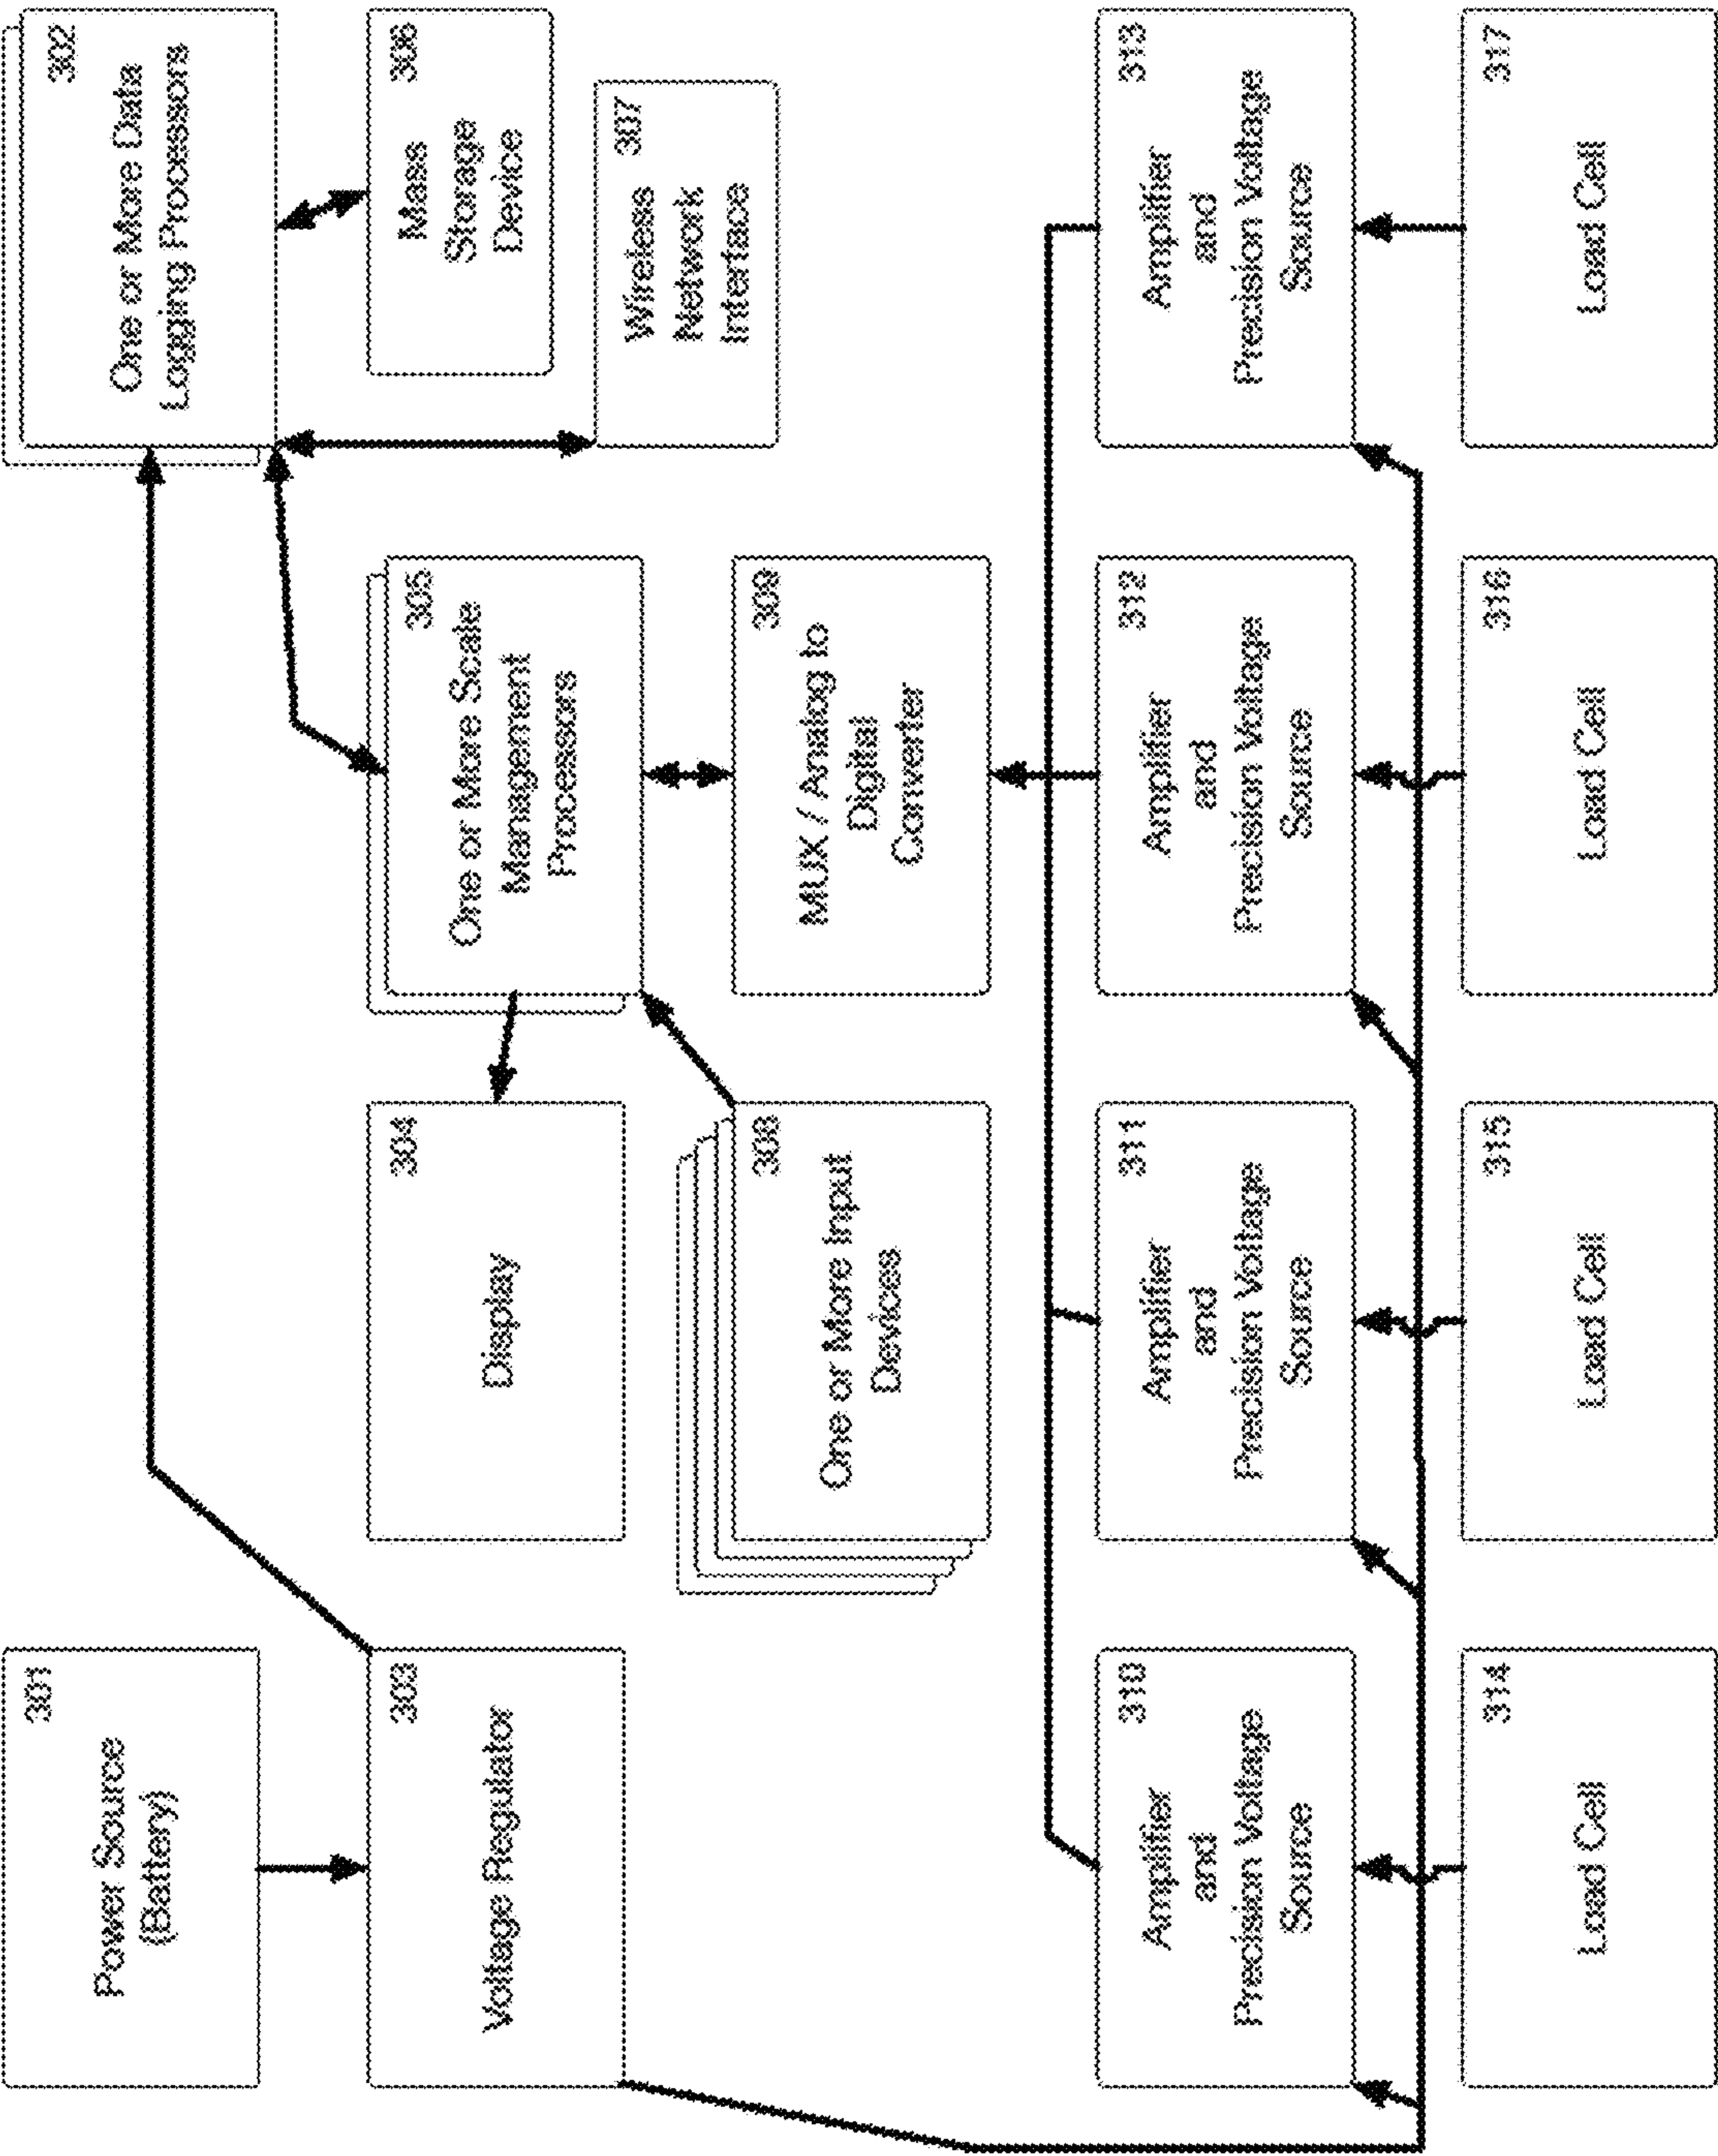 301
Power Source
(Battery)
302
One or More Data
Logging Processors
303
Voltage Regulator
304
Display
305
One or More Scale
Management
Processors
306
Mass
Storage
Device
307
Wireless
Network
Interface
308
One or More Input
Devices
309
MUX / Analog to
Digital
Converter
310
Amplifier
and
Precision Voltage
Source
311
Amplifier
and
Precision Voltage
Source
312
Amplifier
and
Precision Voltage
Source
313
Amplifier
and
Precision Voltage
Source
314
Load Cell
315
Load Cell
316
Load Cell
317
Load Cell